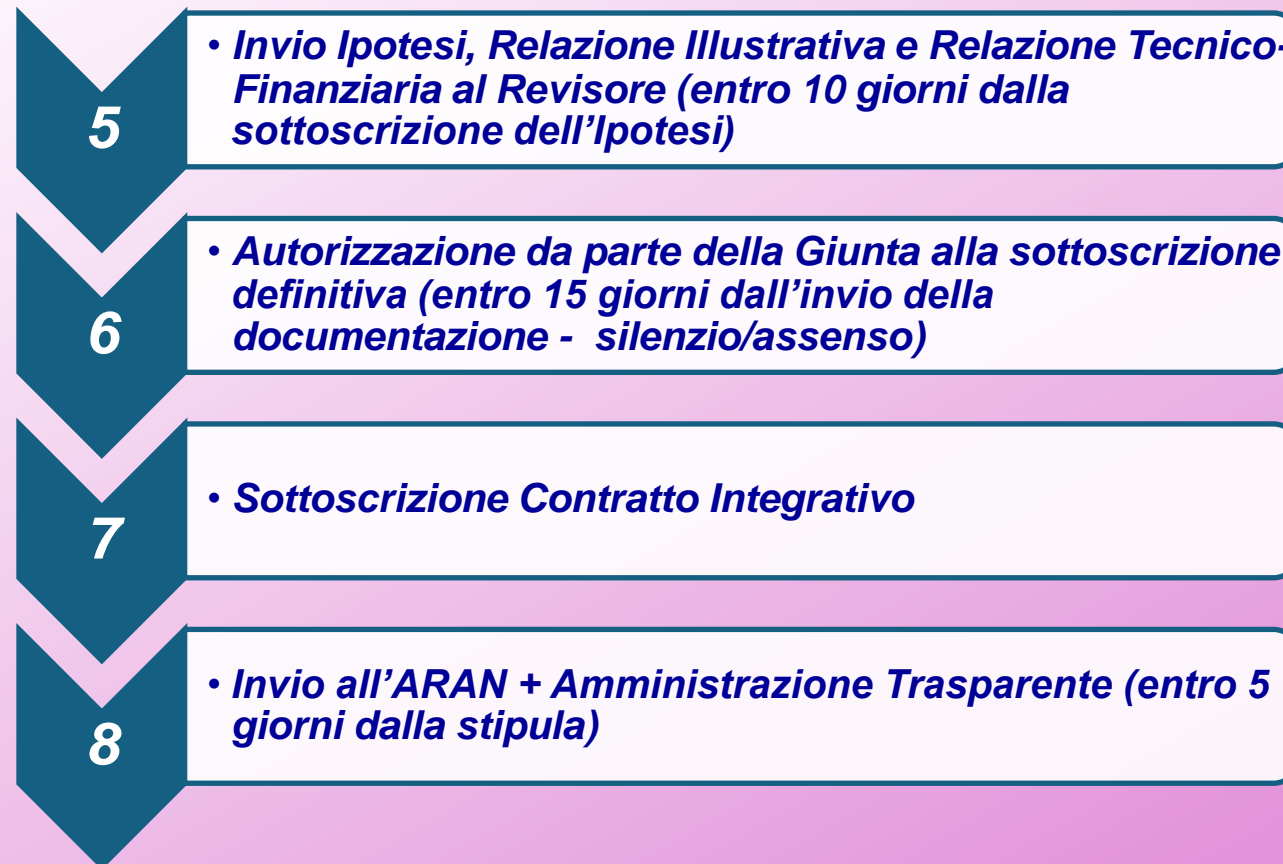 5
• Invio Ipotesi, Relazione Illustrativa e Relazione Tecnico-
Finanziaria al Revisore (entro 10 giorni dalla
sottoscrizione dell’Ipotesi)
6
• Autorizzazione da parte della Giunta alla sottoscrizione
definitiva (entro 15 giorni dall’invio della
documentazione - silenzio/assenso)
7
• Sottoscrizione Contratto Integrativo
8
• Invio all’ARAN + Amministrazione Trasparente (entro 5
giorni dalla stipula)